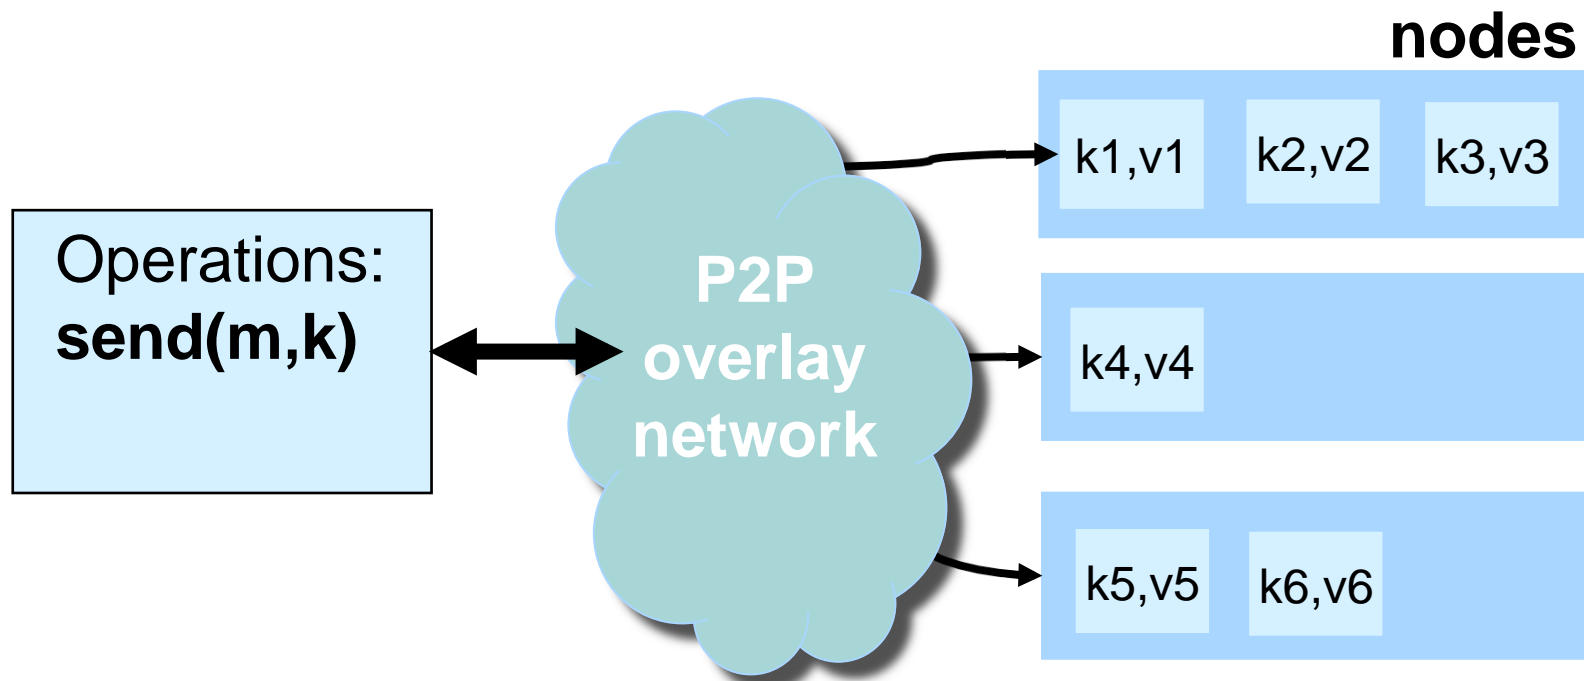 nodes
k1,v1 k2,v2 k3,v3
Operations:
send(m,k)
P2P
overlay
network
k4,v4
k5,v5 k6,v6